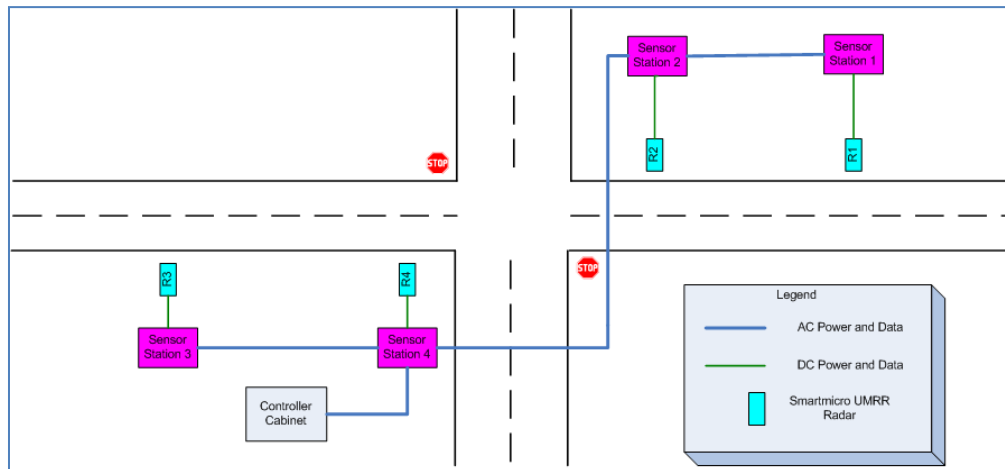 Sensor
Station 2
Sensor
Station 1
R2
R1
STOP
STOP
R3
R4
Sensor
Station 3
Sensor
Station 4
Controller
Cabinet
Legend
AC Power and Data
DC Power and Data
Smartmicro UMRR
Radar